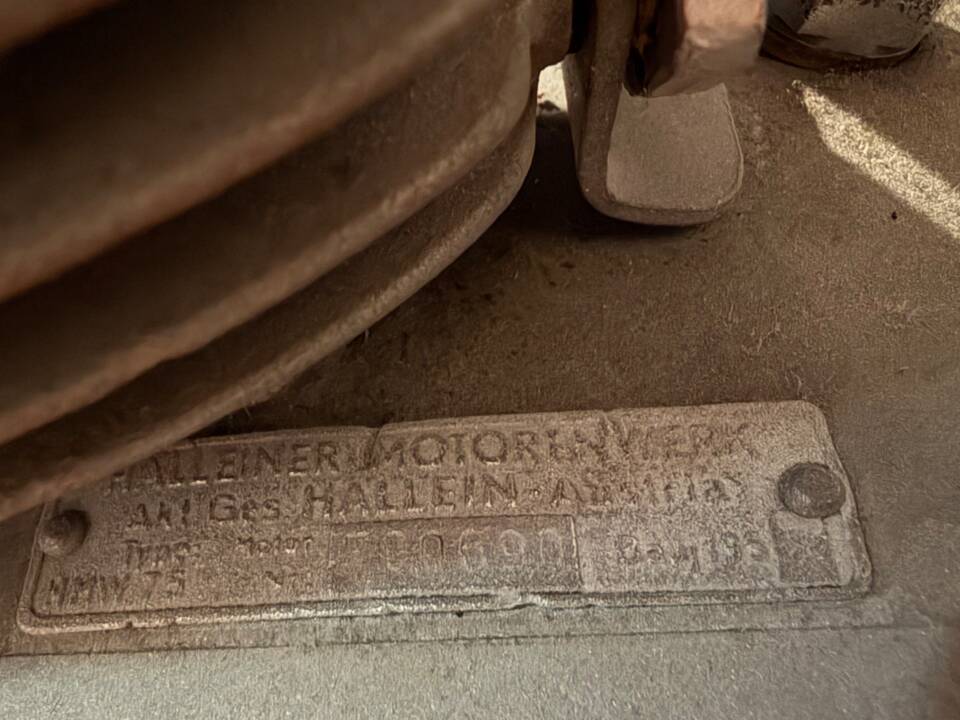 HALLEINER MOTORENWERK
Akt Ges. HALLEIN-Austria
Type: Motor
HMW 75 Nr. Bauj. 195